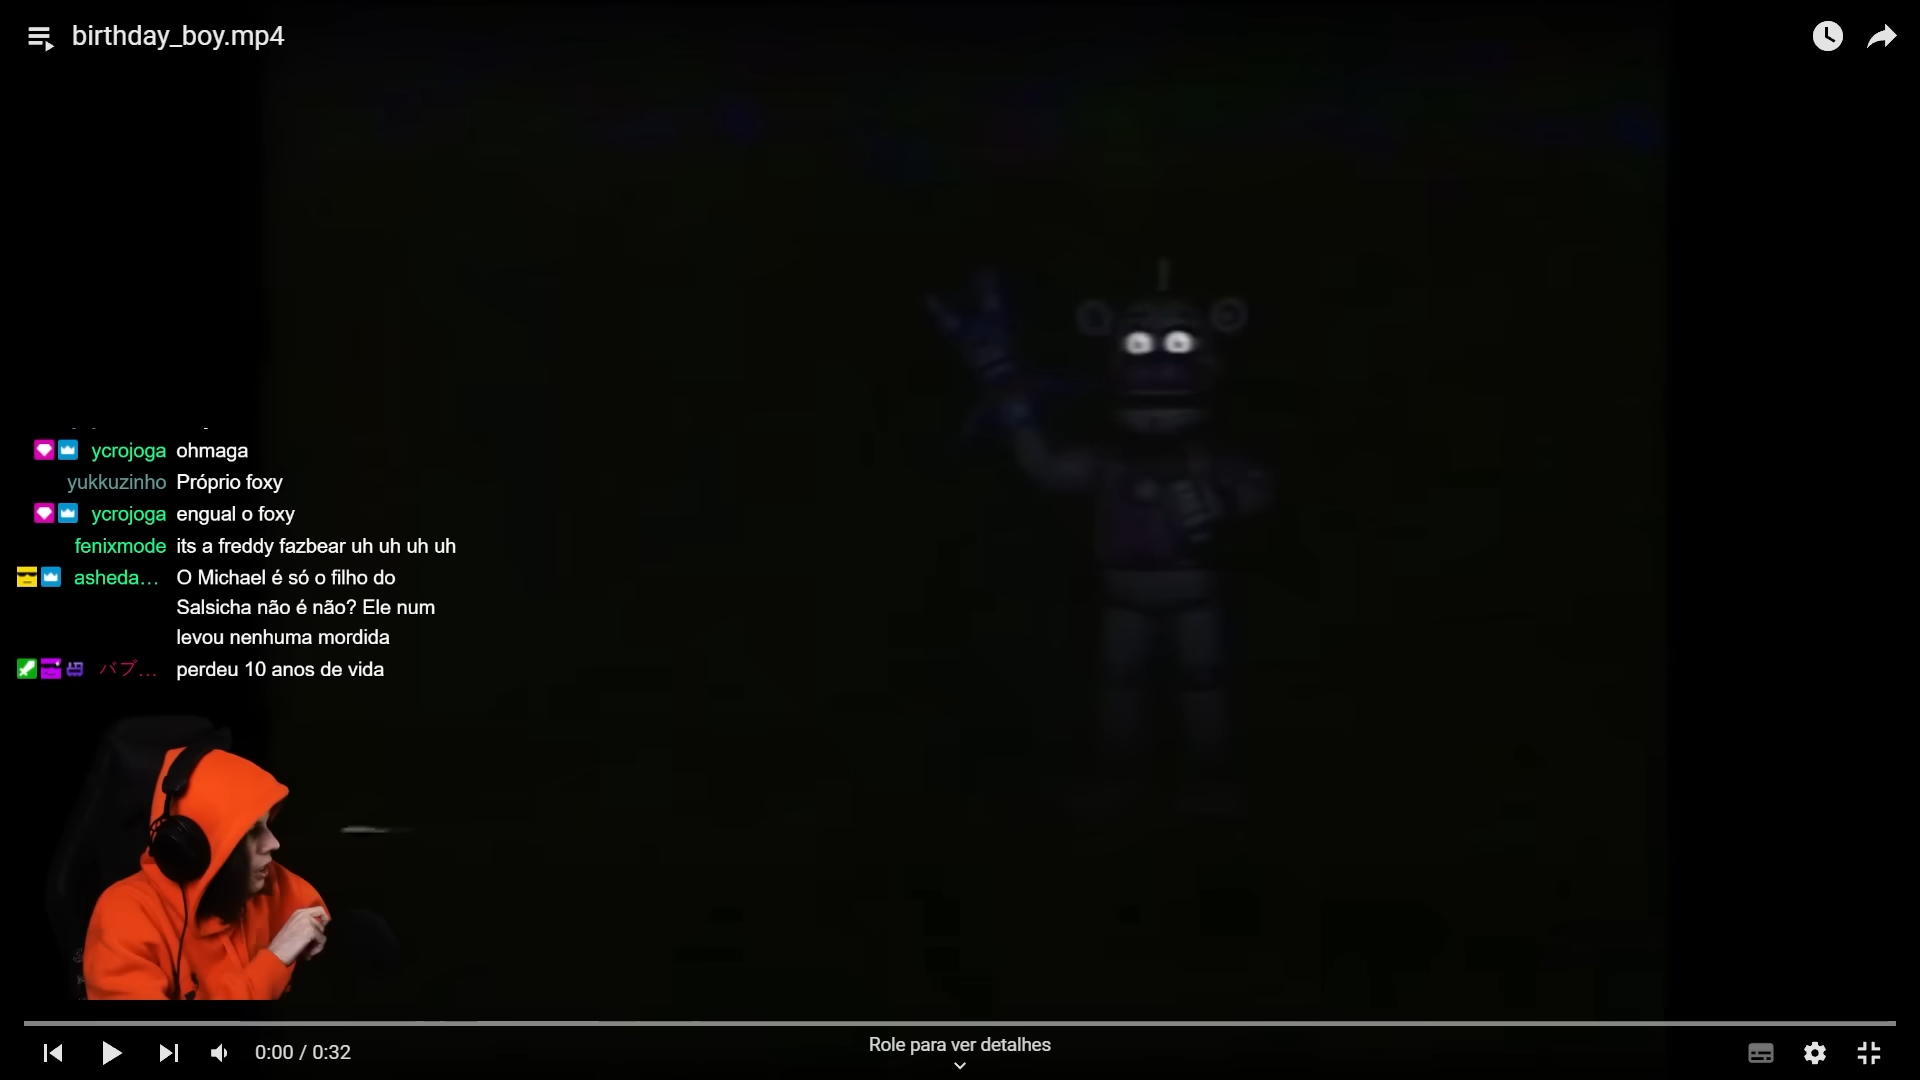 birthday_boy.mp4
ycrojoga ohmaga
yukkuzinho Próprio foxy
ycrojoga engual o foxy
fenixmode its a freddy fazbear uh uh uh uh
asheda... O Michael é só o filho do
Salsicha não é não? Ele num
levou nenhuma mordida
バブ... perdeu 10 anos de vida
0:00 / 0:32
Role para ver detalhes